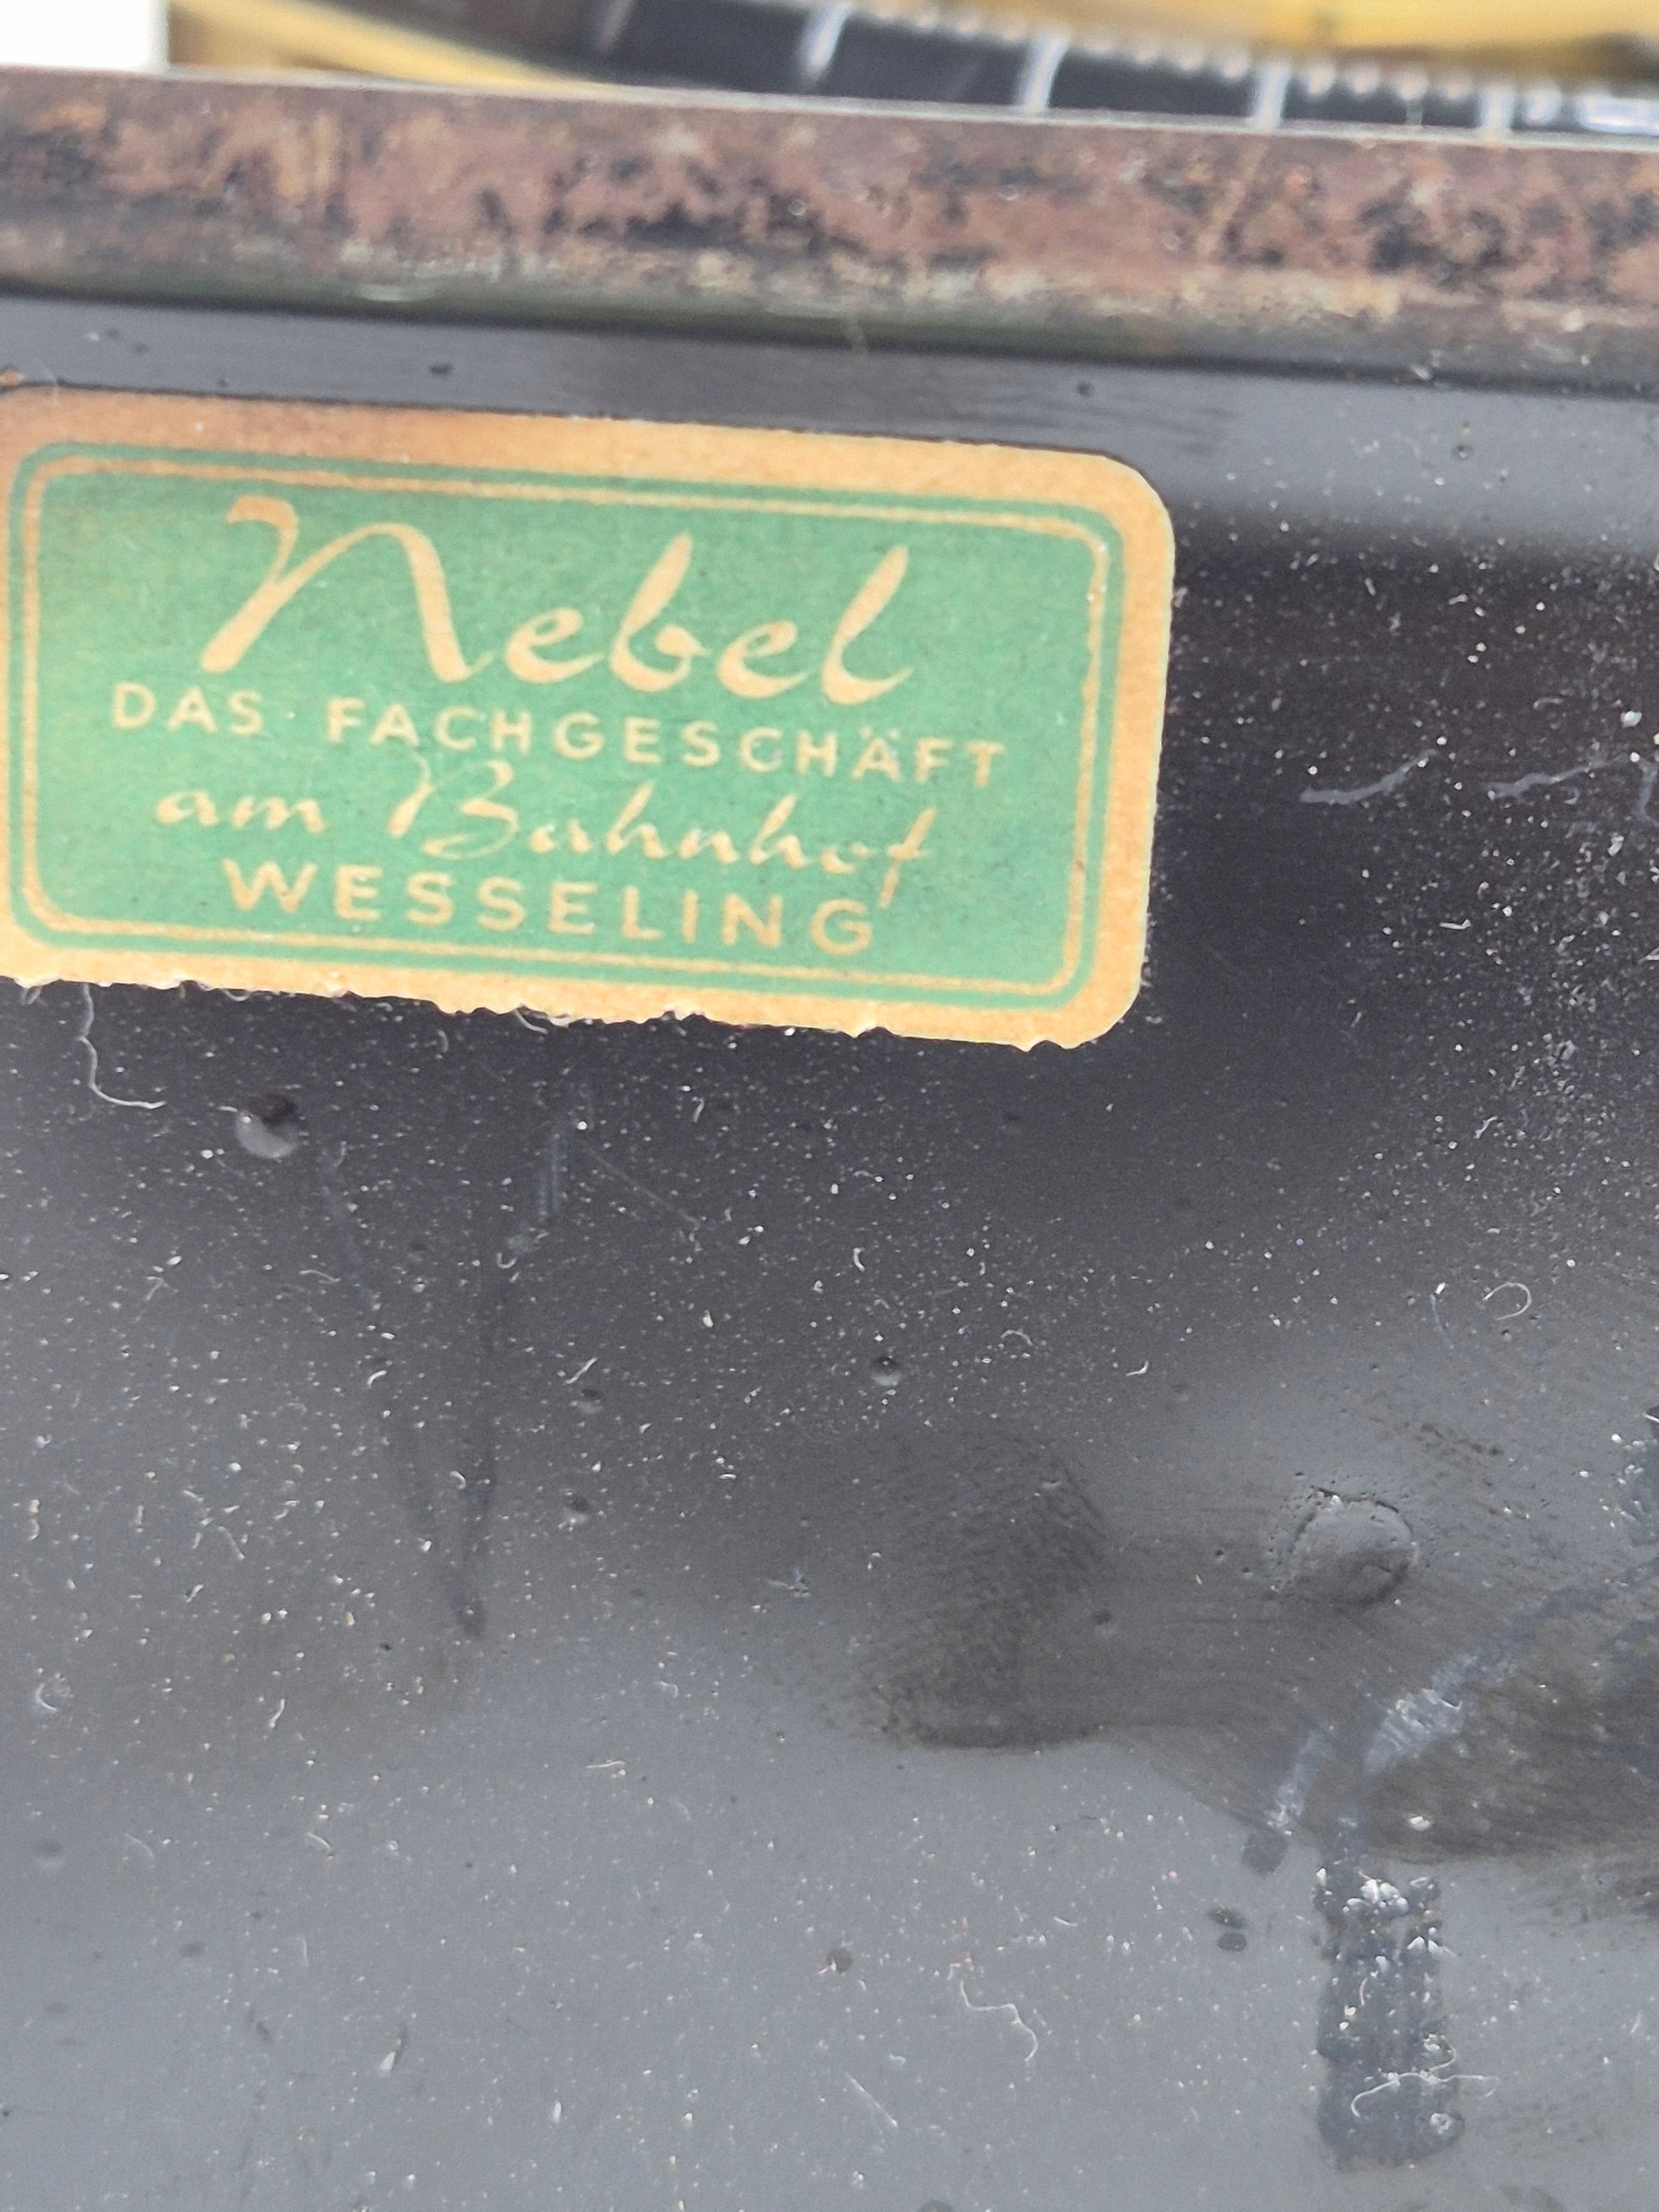 Nebel
DAS FACHGESCHÄFT
am Bahnhof
WESSELING